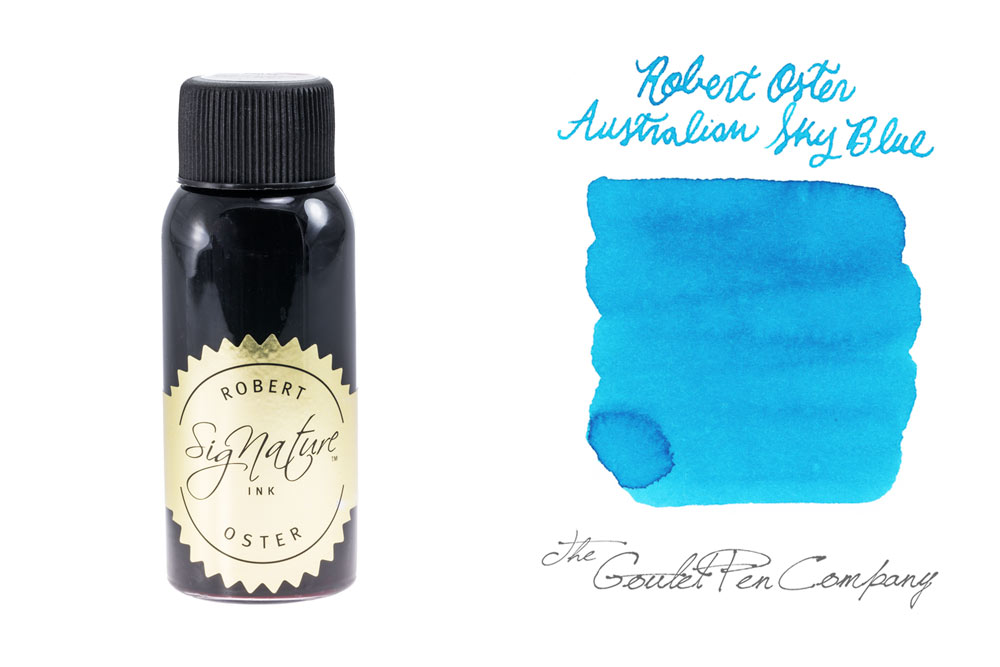 ROBERT
SigNature
™
INK
OSTER
Robert Oster
Australian Sky Blue
The
Goulet Pen Company